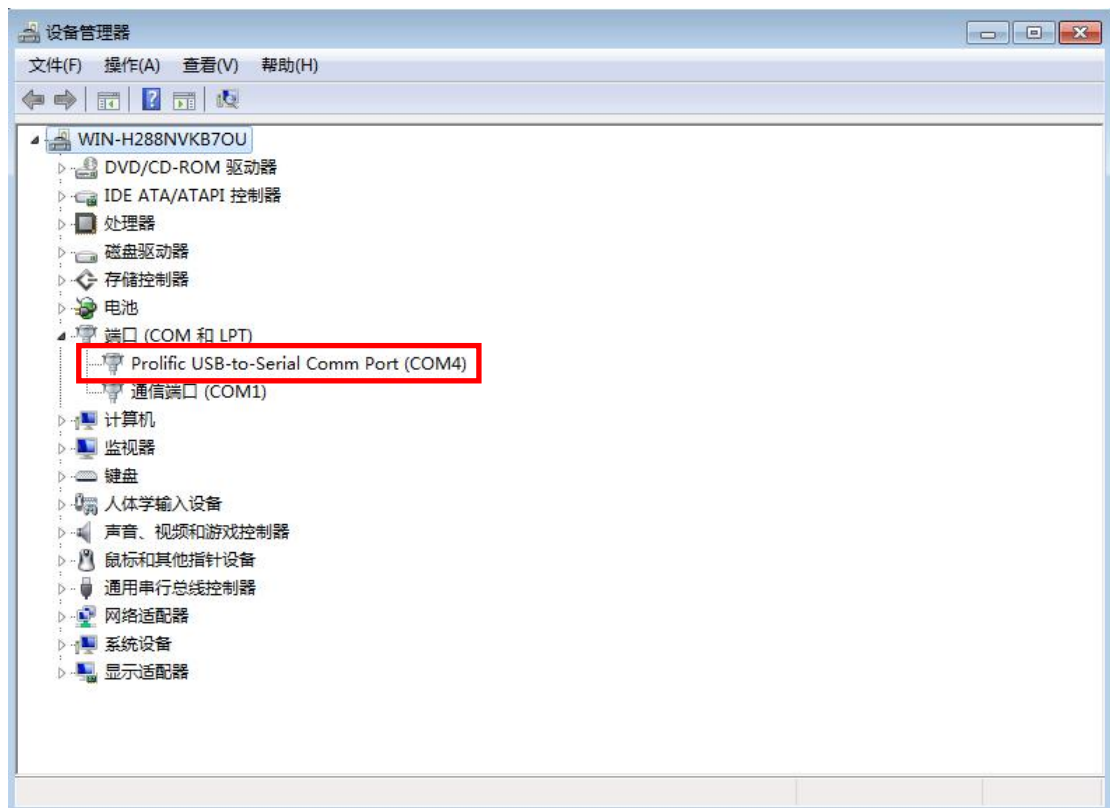 设备管理器
文件(F) 操作(A) 查看(V) 帮助(H)
WIN-H288NVKB7OU
DVD/CD-ROM 驱动器
IDE ATA/ATAPI 控制器
处理器
磁盘驱动器
存储控制器
电池
端口 (COM 和 LPT)
Prolific USB-to-Serial Comm Port (COM4)
通信端口 (COM1)
计算机
监视器
键盘
人体学输入设备
声音、视频和游戏控制器
鼠标和其他指针设备
通用串行总线控制器
网络适配器
系统设备
显示适配器